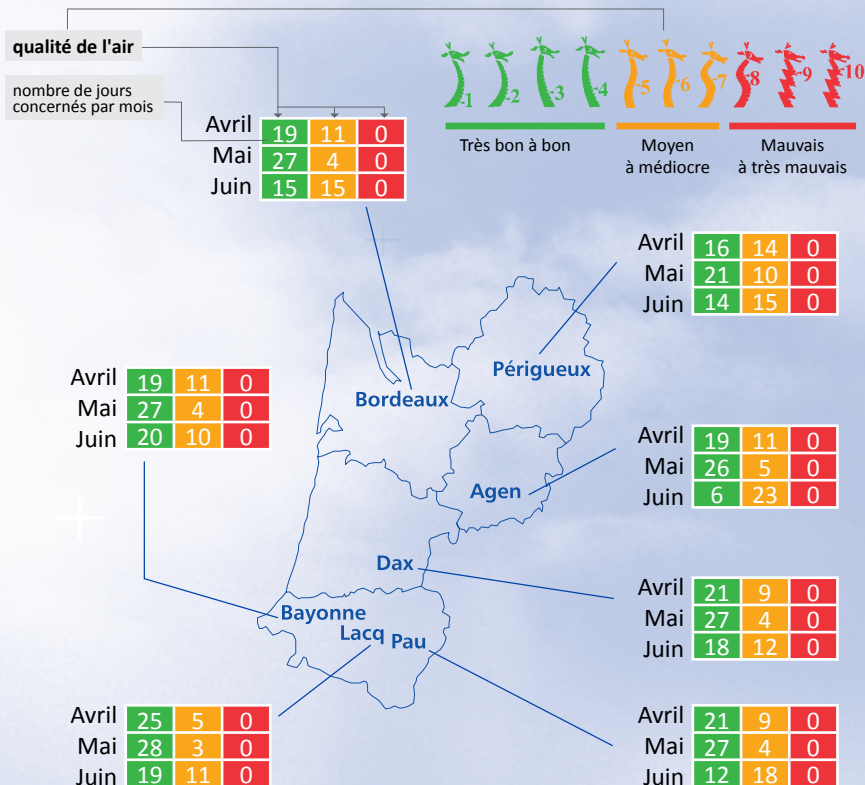 qualité de l'air
nombre de jours
concernés par mois
1 2 3 4 5 6 7 8 9 10
Très bon à bon
Moyen
à médiocre
Mauvais
à très mauvais
Avril 19 11 0
Mai 27 4 0
Juin 15 15 0
Avril 16 14 0
Mai 21 10 0
Juin 14 15 0
Périgueux
Bordeaux
Avril 19 11 0
Mai 27 4 0
Juin 20 10 0
Avril 19 11 0
Mai 26 5 0
Juin 6 23 0
Agen
Dax
Avril 21 9 0
Mai 27 4 0
Juin 18 12 0
Bayonne
Lacq
Pau
Avril 25 5 0
Mai 28 3 0
Juin 19 11 0
Avril 21 9 0
Mai 27 4 0
Juin 12 18 0